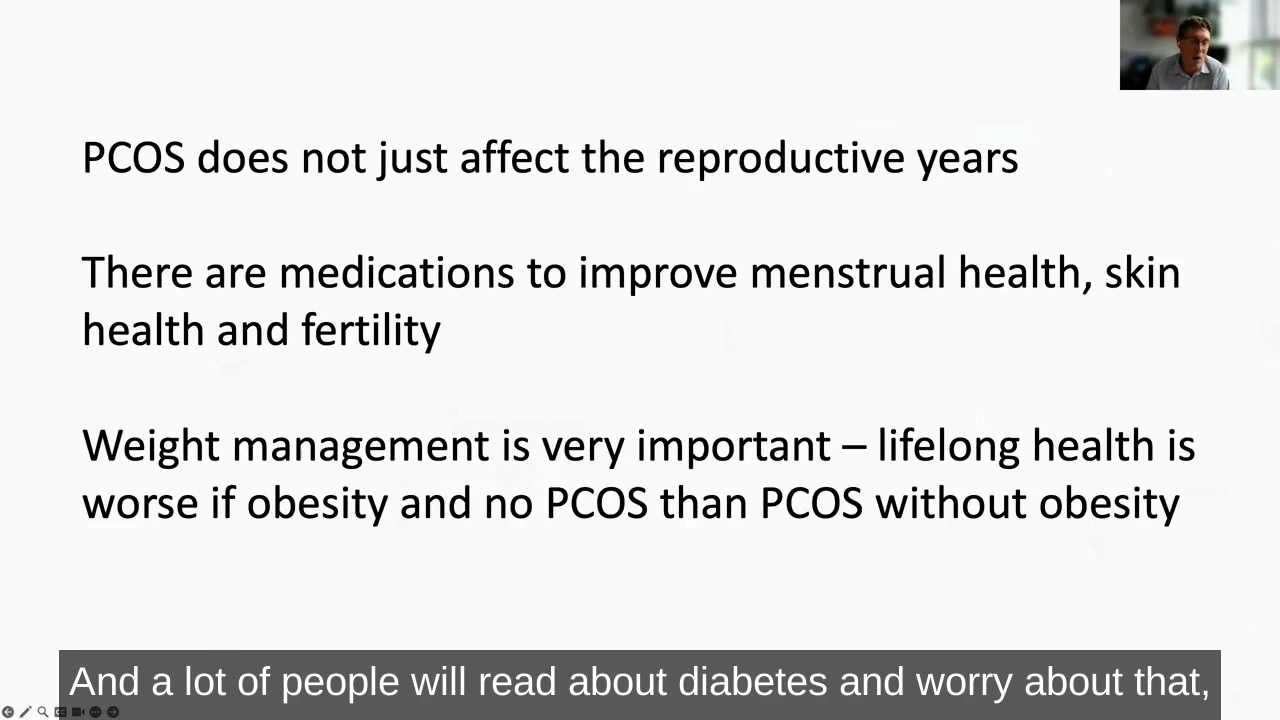 PCOS does not just affect the reproductive years
There are medications to improve menstrual health, skin
health and fertility
Weight management is very important – lifelong health is
worse if obesity and no PCOS than PCOS without obesity
And a lot of people will read about diabetes and worry about that,